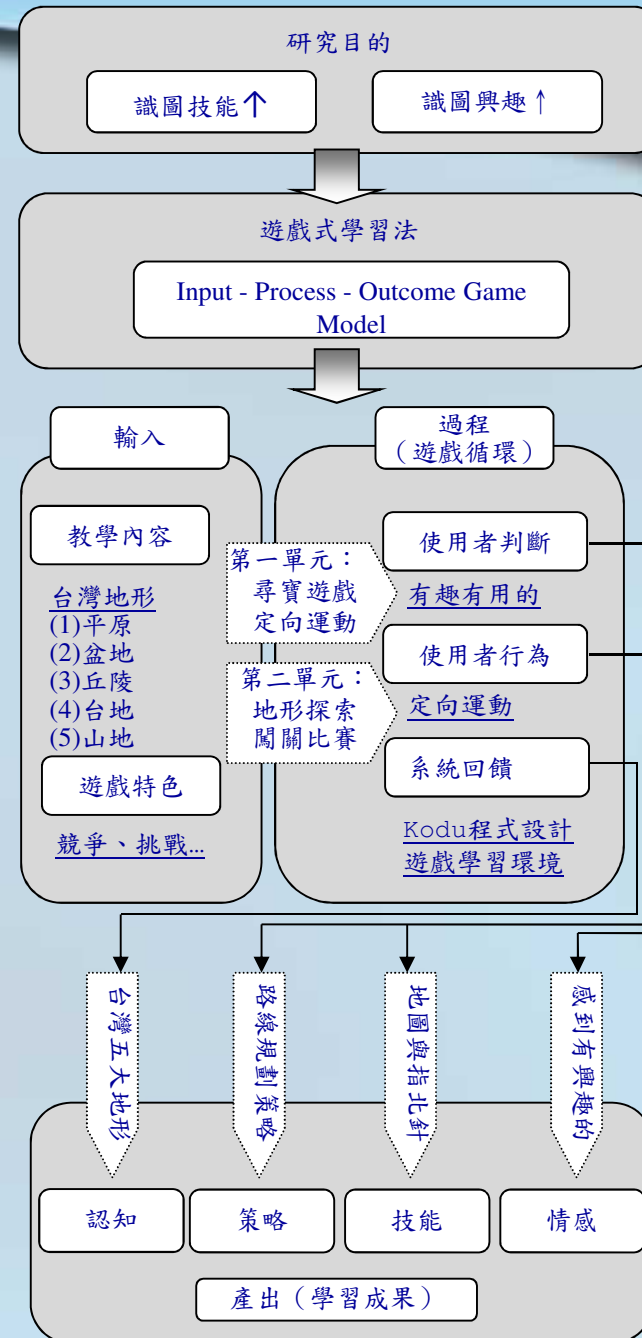 研究目的
識圖技能↑
識圖興趣↑
遊戲式學習法
Input - Process - Outcome Game
Model
輸入
教學內容
台灣地形
(1)平原
(2)盆地
(3)丘陵
(4)台地
(5)山地
遊戲特色
競爭、挑戰...
過程
（遊戲循環）
第一單元：
尋寶遊戲
定向運動
第二單元：
地形探索
闖關比賽
使用者判斷
有趣有用的
使用者行為
定向運動
系統回饋
Kodu程式設計
遊戲學習環境
台灣五大地形
路線規劃策略
地圖與指北針
感到有興趣的
認知
策略
技能
情感
產出（學習成果）